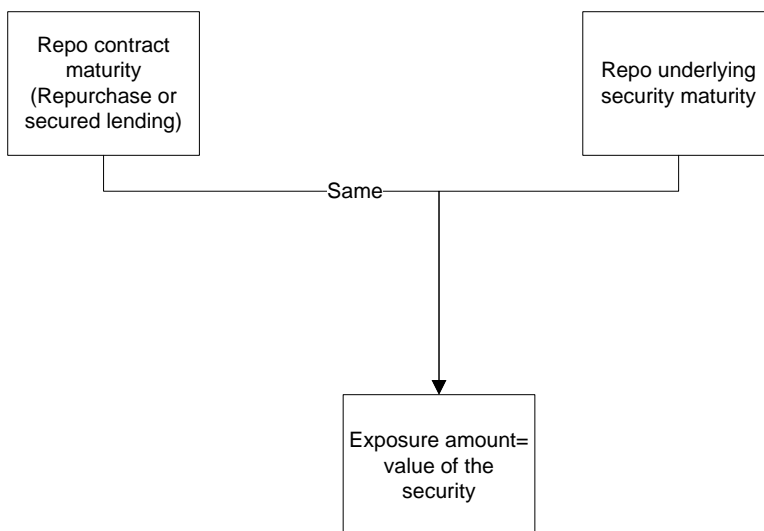 Repo contract
maturity
(Repurchase or
secured lending)
Repo underlying
security maturity
Same
Exposure amount=
value of the
security